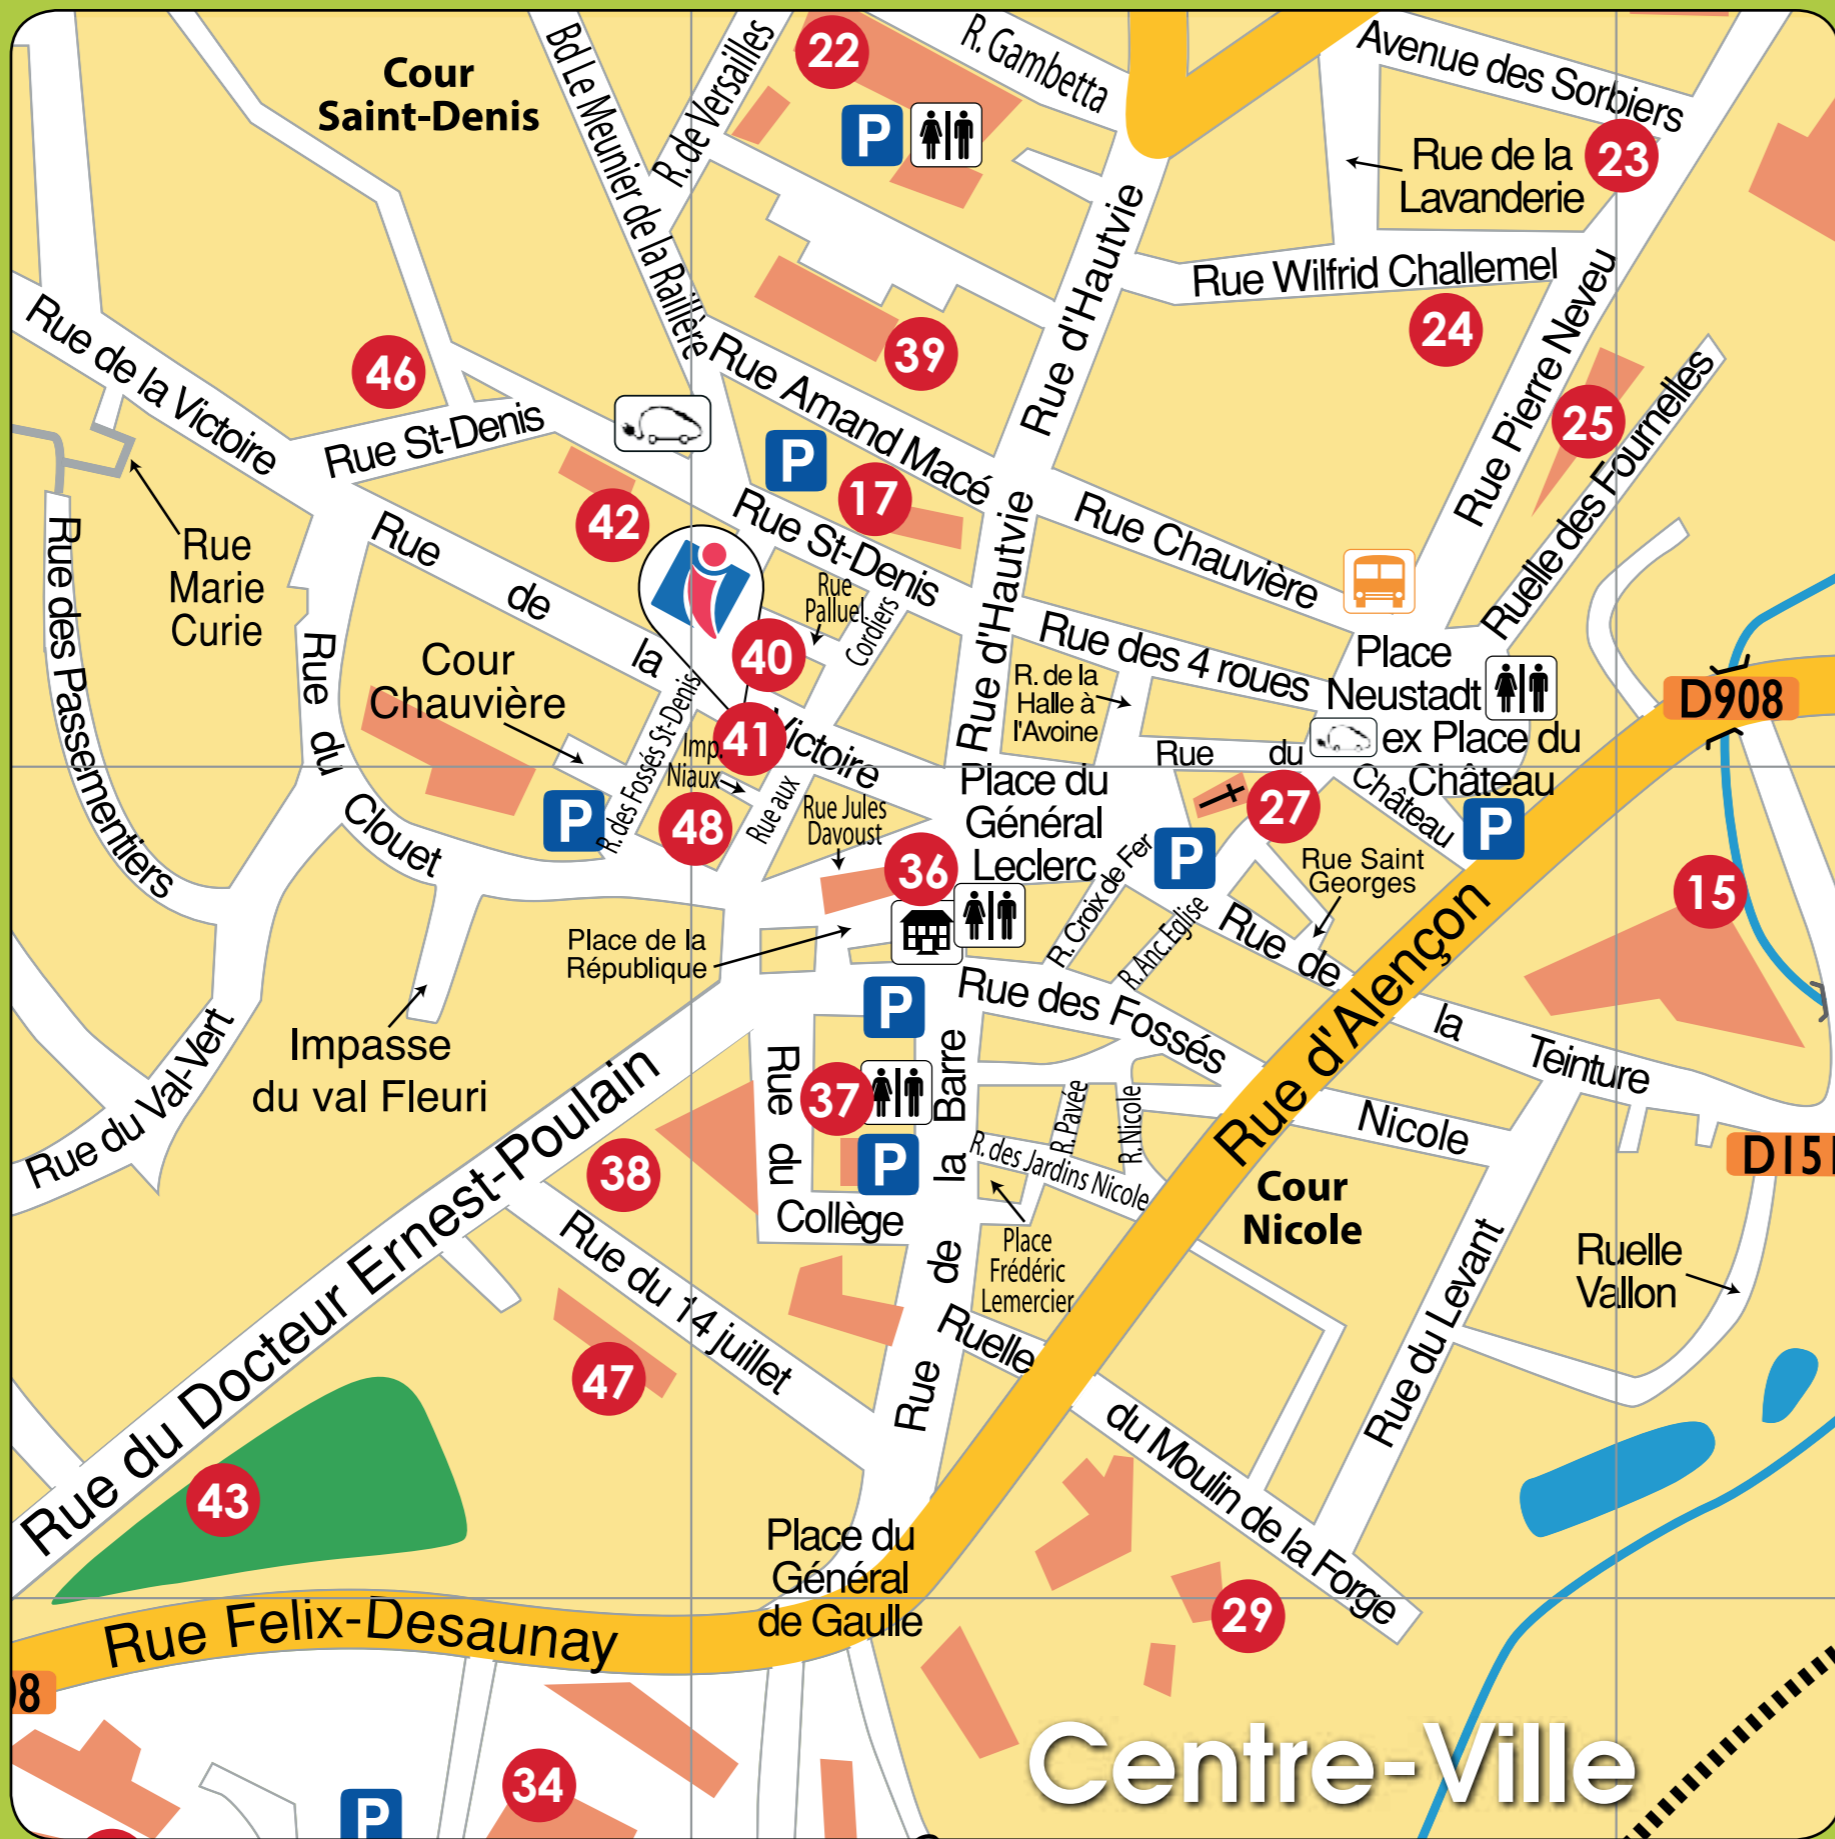 Cour
Saint-Denis
Bd Le Meunier de la Raillère
R. de Versailles
22
P
R. Gambetta
Avenue des Sorbiers
Rue de la
Lavanderie
23
Rue d'Hautvie
Rue Wilfrid Challemel
24
Rue Pierre Neveu
25
Ruelle des Fournelles
39
Rue de la Victoire
46
Rue St-Denis
Rue Amand Macé
P
17
Rue St-Denis
42
Rue Chauvière
Rue d'Hautvie
Rue des Passementiers
Rue
Marie
Curie
Rue de la Victoire
Rue
Palluel
Cordiers
40
41
Rue des 4 roues
R. de la
Halle à
l'Avoine
Place
Neustadt
ex Place du
Château
D908
Rue du Château
Cour
Chauvière
Rue du Clouet
R. des Fossés St-Denis
Imp.
Niaux
Rue aux
P
48
Rue Jules
Davoust
36
Place du
Général
Leclerc
27
P
P
R. Croix de Fer
R. Anc. Eglise
Rue Saint
Georges
15
Place de la
République
Rue de la Teinture
Rue d'Alençon
Impasse
du val Fleuri
Rue du Val-Vert
P
Rue des Fossés
Rue du Collège
37
P
Rue de la Barre
R. Pavée
R. Nicole
Nicole
R. des Jardins Nicole
Place
Frédéric
Lemercier
Cour
Nicole
D151
Ruelle
Vallon
Rue du Levant
38
Rue du Docteur Ernest-Poulain
Rue du 14 juillet
47
43
Ruelle du Moulin de la Forge
29
Place du
Général
de Gaulle
Rue Felix-Desaunay
08
34
P
Centre-Ville